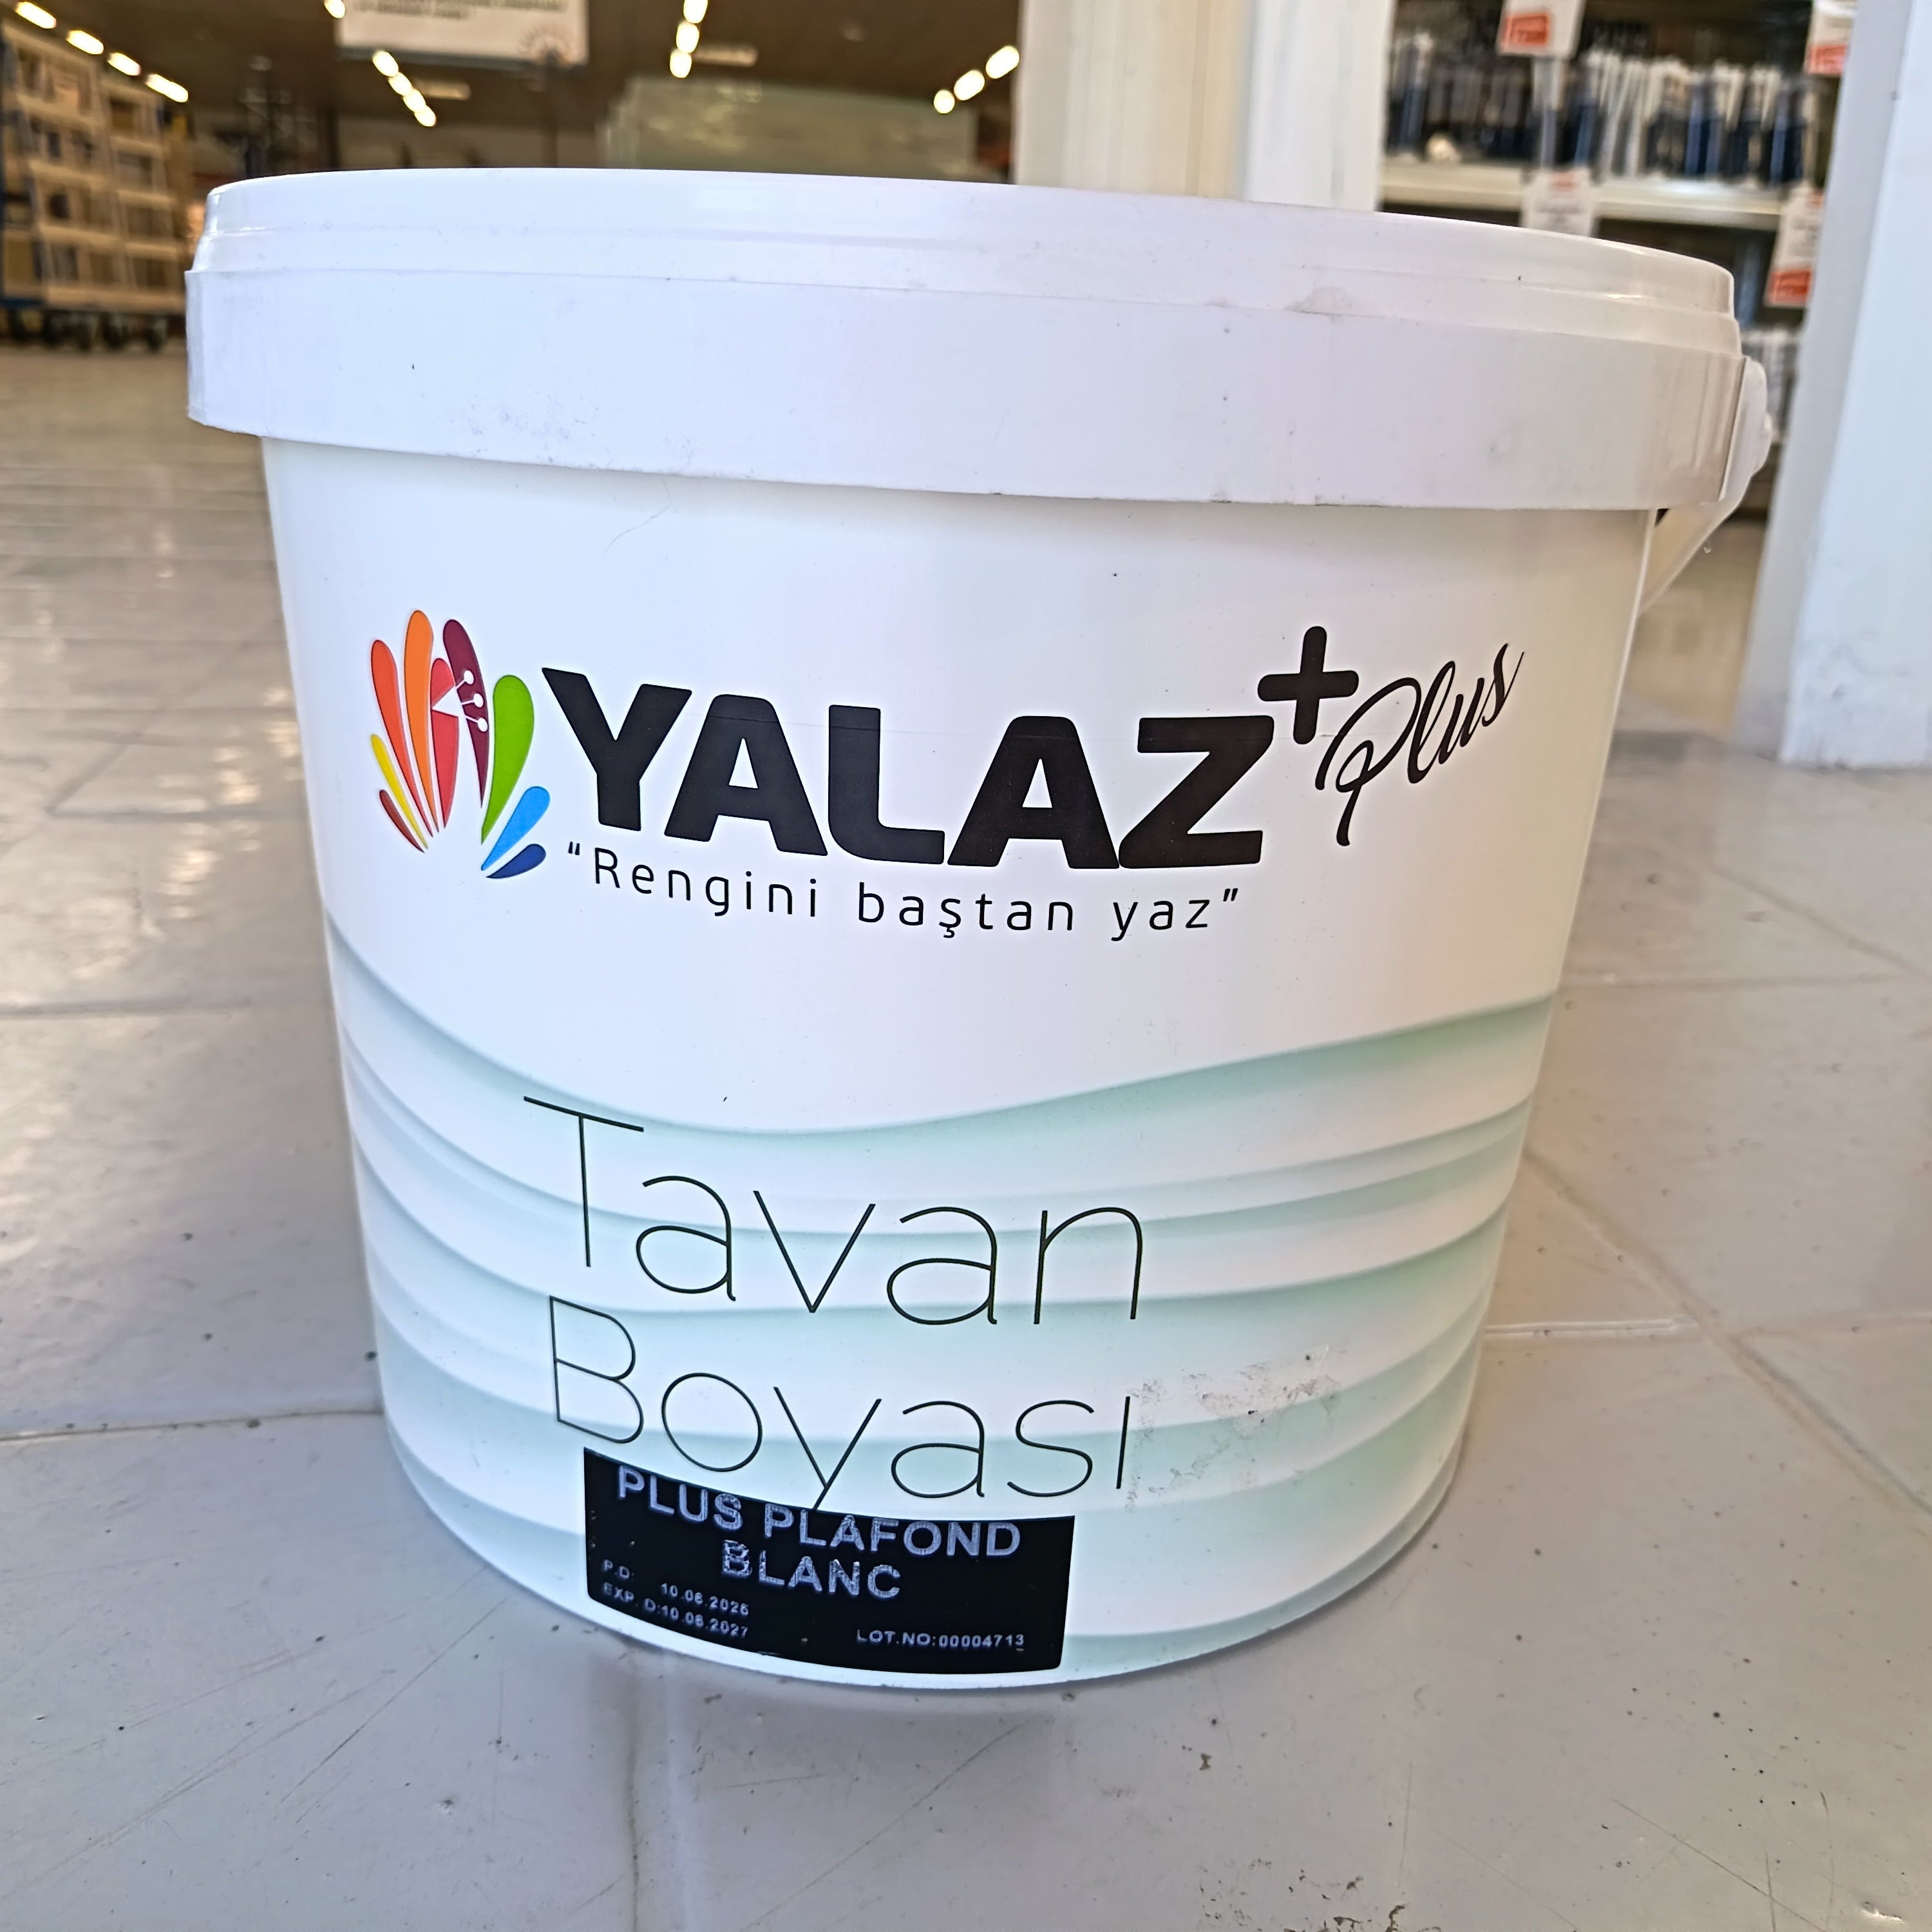 YALAZ+ Plus
"Rengini baştan yaz"
Tavan
Boyası
PLUS PLAFOND
BLANC
P.D: 10.06.2025
EXP. D:10.06.2027
LOT.NO:00004713